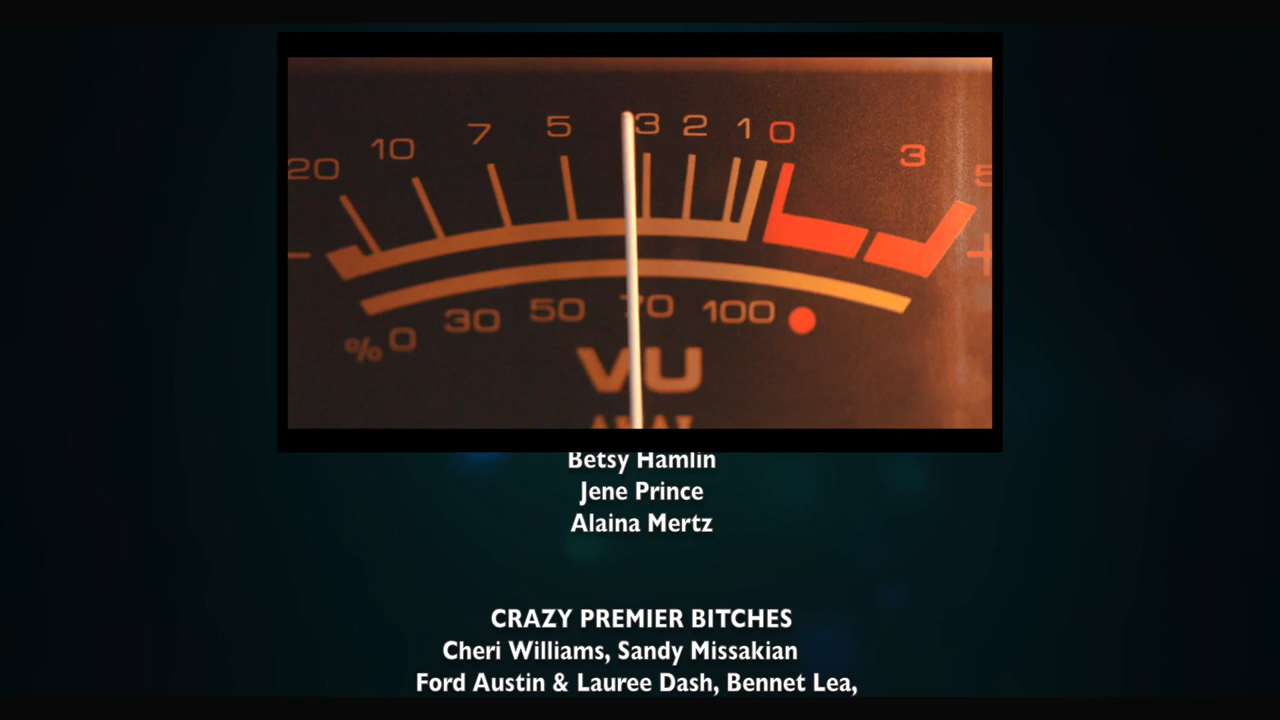 20 10 7 5 3 2 1 0 3 5
- +
% 0 30 50 70 100
VU
Betsy Hamlin
Jene Prince
Alaina Mertz
CRAZY PREMIER BITCHES
Cheri Williams, Sandy Missakian
Ford Austin & Lauree Dash, Bennet Lea,